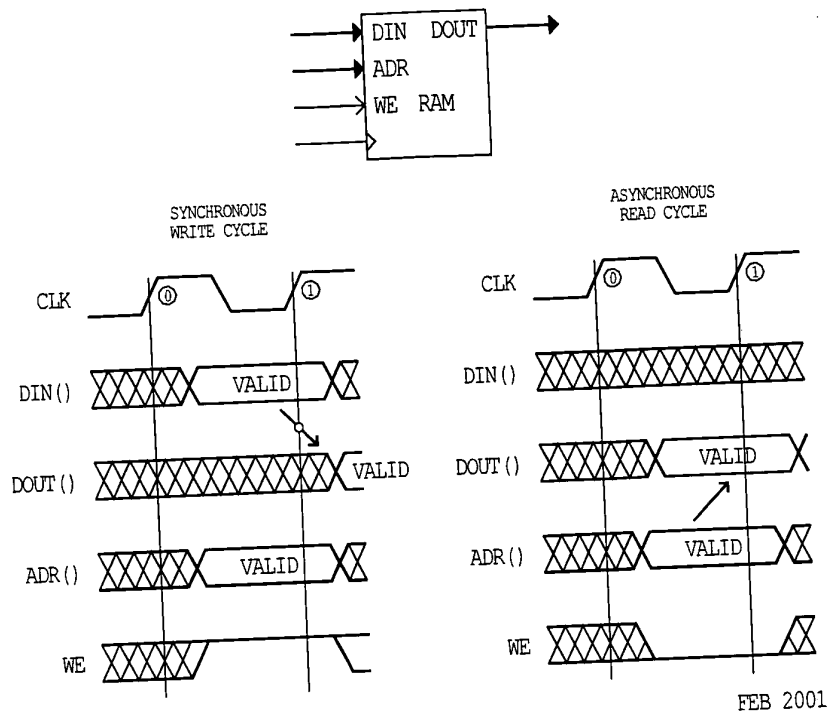 DIN DOUT
ADR
WE RAM
SYNCHRONOUS
WRITE CYCLE
CLK
0
1
DIN()
VALID
DOUT()
VALID
ADR()
VALID
WE
ASYNCHRONOUS
READ CYCLE
CLK
0
1
DIN()
DOUT()
VALID
ADR()
VALID
WE
FEB 2001